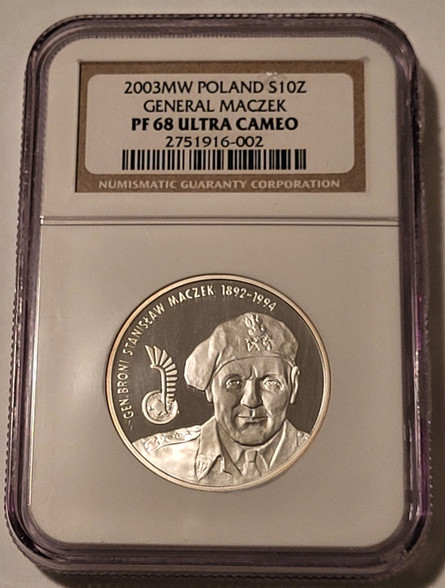 2003MW POLAND S10Z
GENERAL MACZEK
PF 68 ULTRA CAMEO
2751916-002
NUMISMATIC GUARANTY CORPORATION
GEN. BRONI STANISŁAW MACZEK 1892-1994